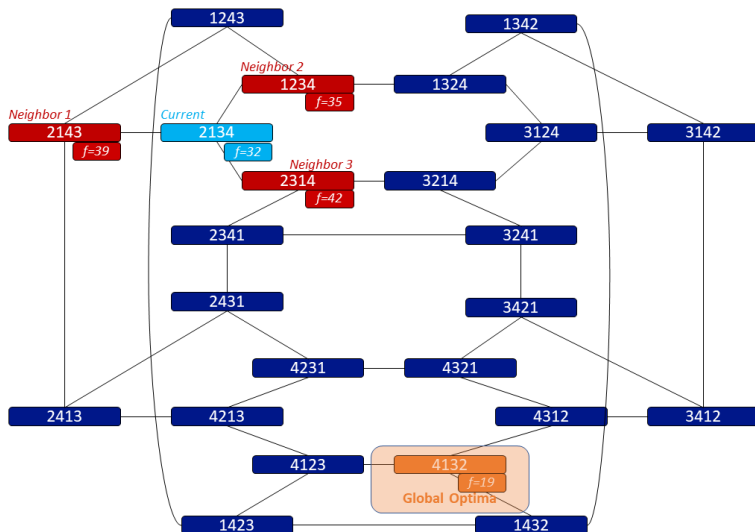 1243
1342
Neighbor 2
1234
f=35
1324
Neighbor 1
2143
f=39
Current
2134
f=32
3124
3142
Neighbor 3
2314
f=42
3214
2341
3241
2431
3421
4231
4321
2413
4213
4312
3412
4123
4132
f=19
Global Optima
1423
1432